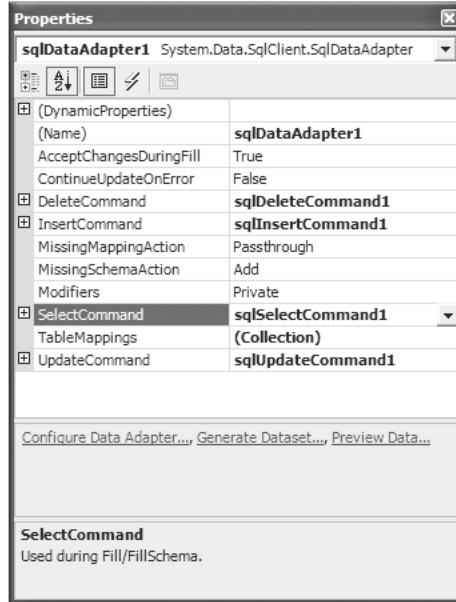 Properties
sqlDataAdapter1 System.Data.SqlClient.SqlDataAdapter
(DynamicProperties)
(Name) sqlDataAdapter1
AcceptChangesDuringFill True
ContinueUpdateOnError False
DeleteCommand sqlDeleteCommand1
InsertCommand sqlInsertCommand1
MissingMappingAction Passthrough
MissingSchemaAction Add
Modifiers Private
SelectCommand sqlSelectCommand1
TableMappings (Collection)
UpdateCommand sqlUpdateCommand1
Configure Data Adapter..., Generate Dataset..., Preview Data...
SelectCommand
Used during Fill/FillSchema.